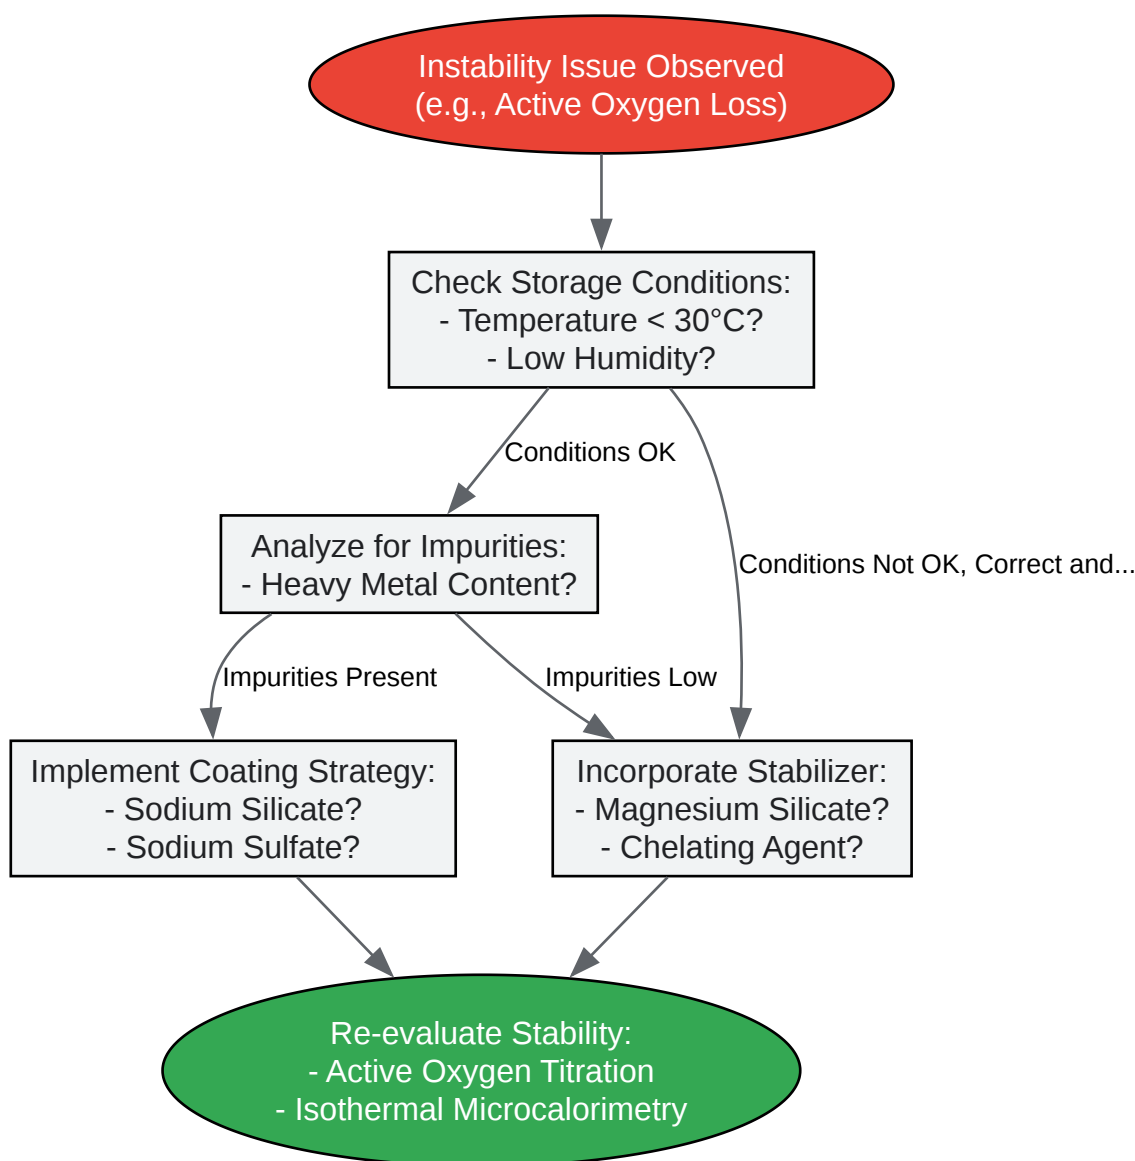 Instability Issue Observed
(e.g., Active Oxygen Loss)
Check Storage Conditions:
- Temperature < 30°C?
- Low Humidity?
Conditions OK
Analyze for Impurities:
- Heavy Metal Content?
Conditions Not OK, Correct and...
Impurities Present
Impurities Low
Implement Coating Strategy:
- Sodium Silicate?
- Sodium Sulfate?
Incorporate Stabilizer:
- Magnesium Silicate?
- Chelating Agent?
Re-evaluate Stability:
- Active Oxygen Titration
- Isothermal Microcalorimetry